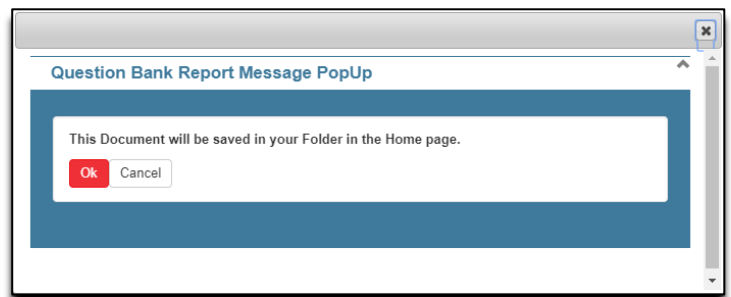 Question Bank Report Message PopUp
This Document will be saved in your Folder in the Home page.
Ok Cancel